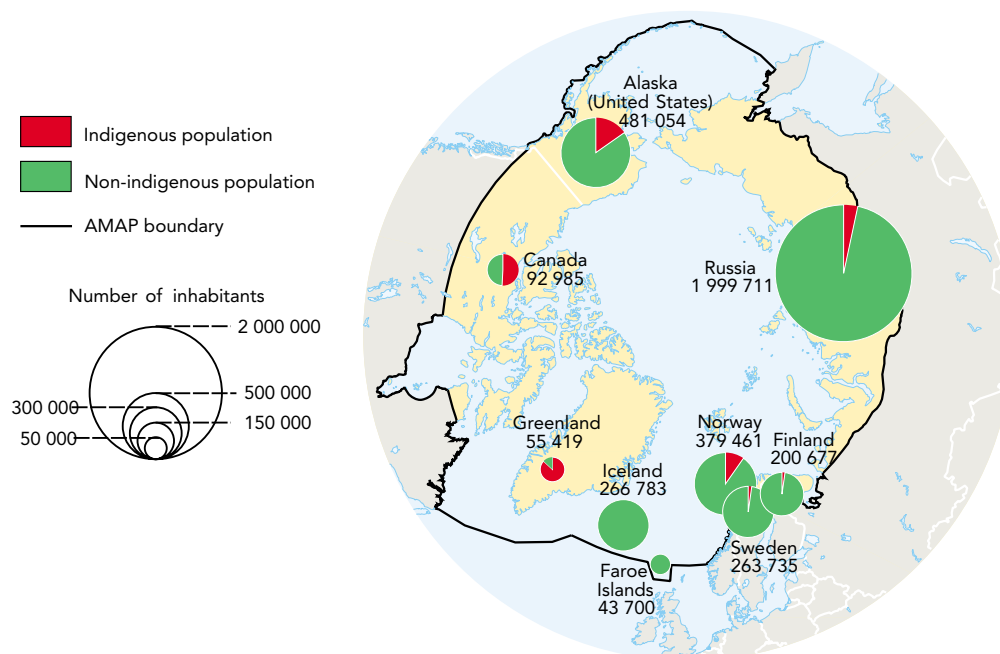 Indigenous population
Non-indigenous population
AMAP boundary
Number of inhabitants
2 000 000
500 000
300 000
150 000
50 000
Alaska
(United States)
481 054
Canada
92 985
Russia
1 999 711
Greenland
55 419
Iceland
266 783
Norway
379 461
Finland
200 677
Sweden
263 735
Faroe
Islands
43 700